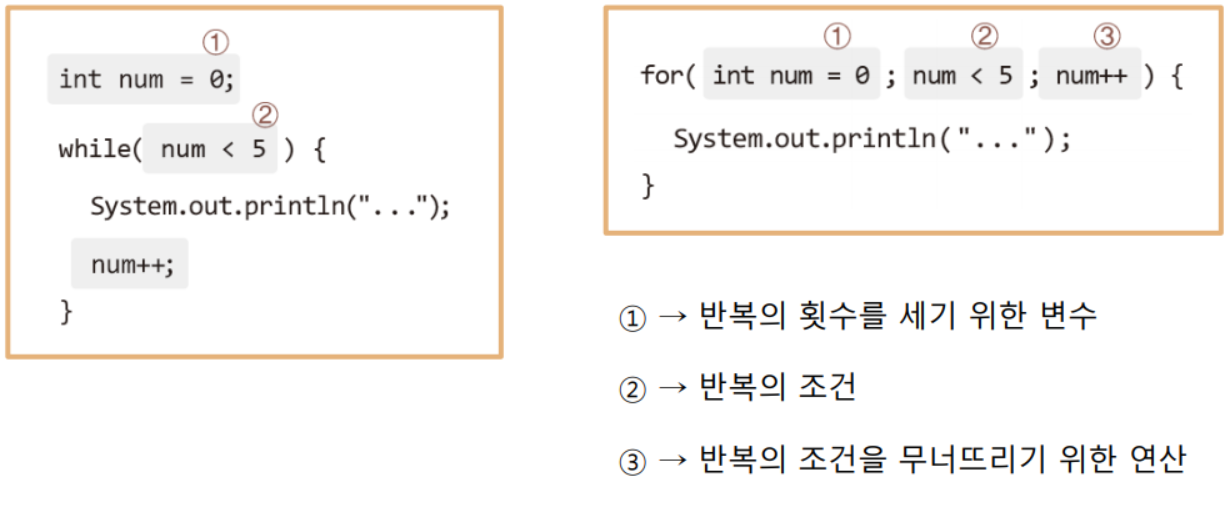 ①
int num = 0;
②
while( num < 5 ) {
System.out.println("...");
num++;
}
① ② ③
for( int num = 0 ; num < 5 ; num++ ) {
System.out.println("...");
}
① → 반복의 횟수를 세기 위한 변수
② → 반복의 조건
③ → 반복의 조건을 무너뜨리기 위한 연산